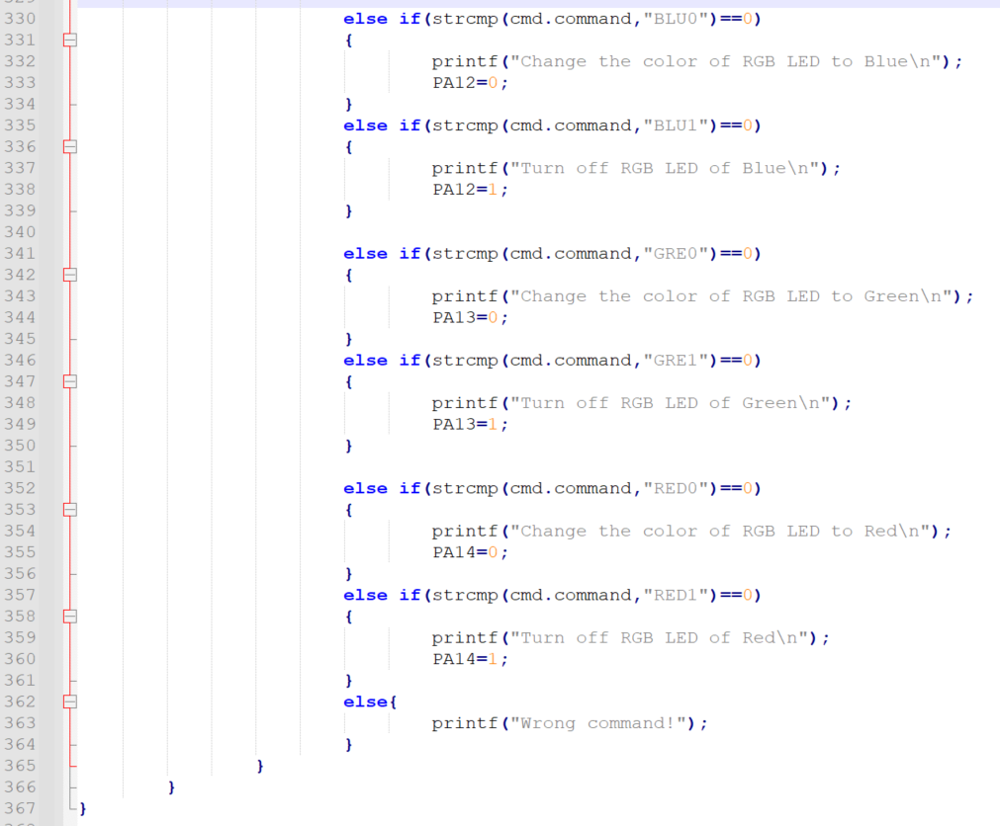 330 else if(strcmp(cmd.command,"BLU0")==0)
331 {
332 printf("Change the color of RGB LED to Blue\n");
333 PA12=0;
334 }
335 else if(strcmp(cmd.command,"BLU1")==0)
336 {
337 printf("Turn off RGB LED of Blue\n");
338 PA12=1;
339 }
340
341 else if(strcmp(cmd.command,"GRE0")==0)
342 {
343 printf("Change the color of RGB LED to Green\n");
344 PA13=0;
345 }
346 else if(strcmp(cmd.command,"GRE1")==0)
347 {
348 printf("Turn off RGB LED of Green\n");
349 PA13=1;
350 }
351
352 else if(strcmp(cmd.command,"RED0")==0)
353 {
354 printf("Change the color of RGB LED to Red\n");
355 PA14=0;
356 }
357 else if(strcmp(cmd.command,"RED1")==0)
358 {
359 printf("Turn off RGB LED of Red\n");
360 PA14=1;
361 }
362 else{
363 printf("Wrong command!");
364 }
365 }
366 }
367 }